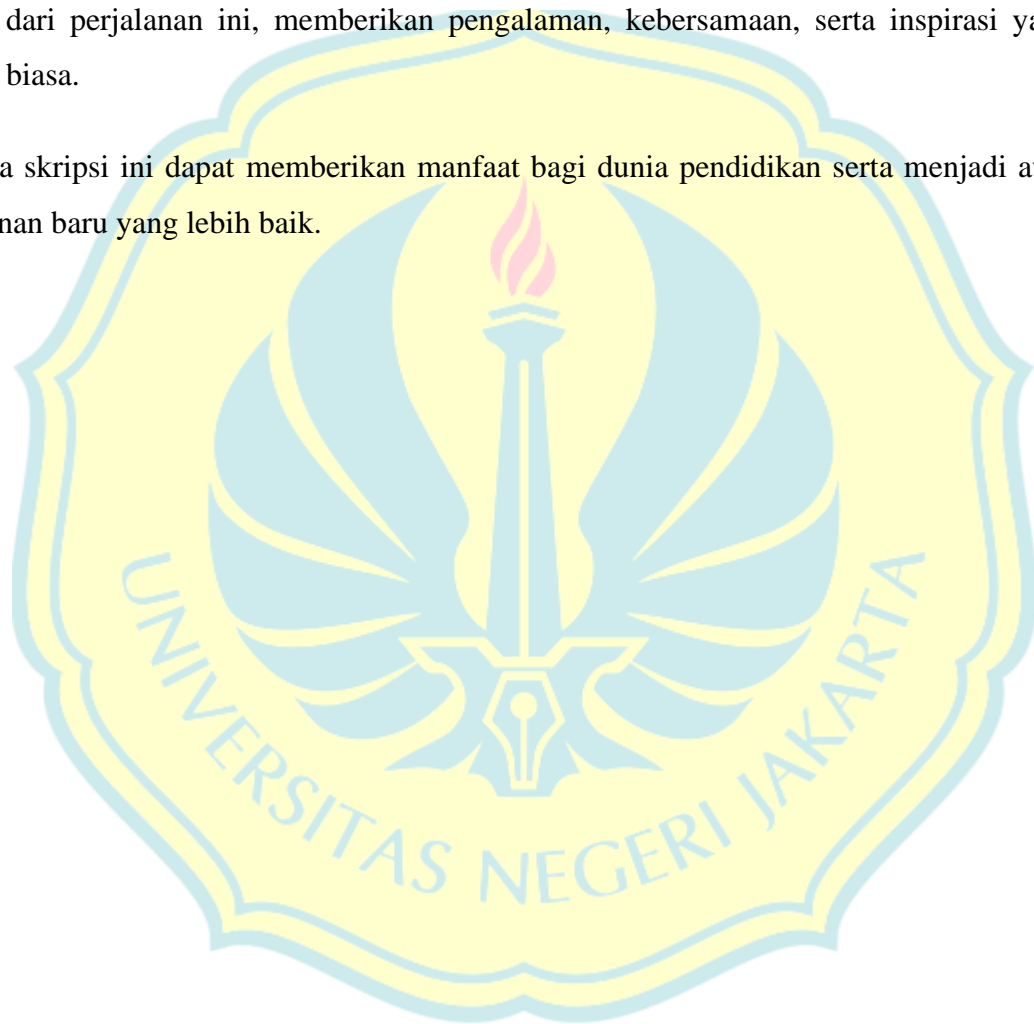 dari perjalanan ini, memberikan pengalaman, kebersamaan, serta inspirasi ya
biasa.
a skripsi ini dapat memberikan manfaat bagi dunia pendidikan serta menjadi a
nan baru yang lebih baik.
UNIVERSITAS NEGERI JAKARTA